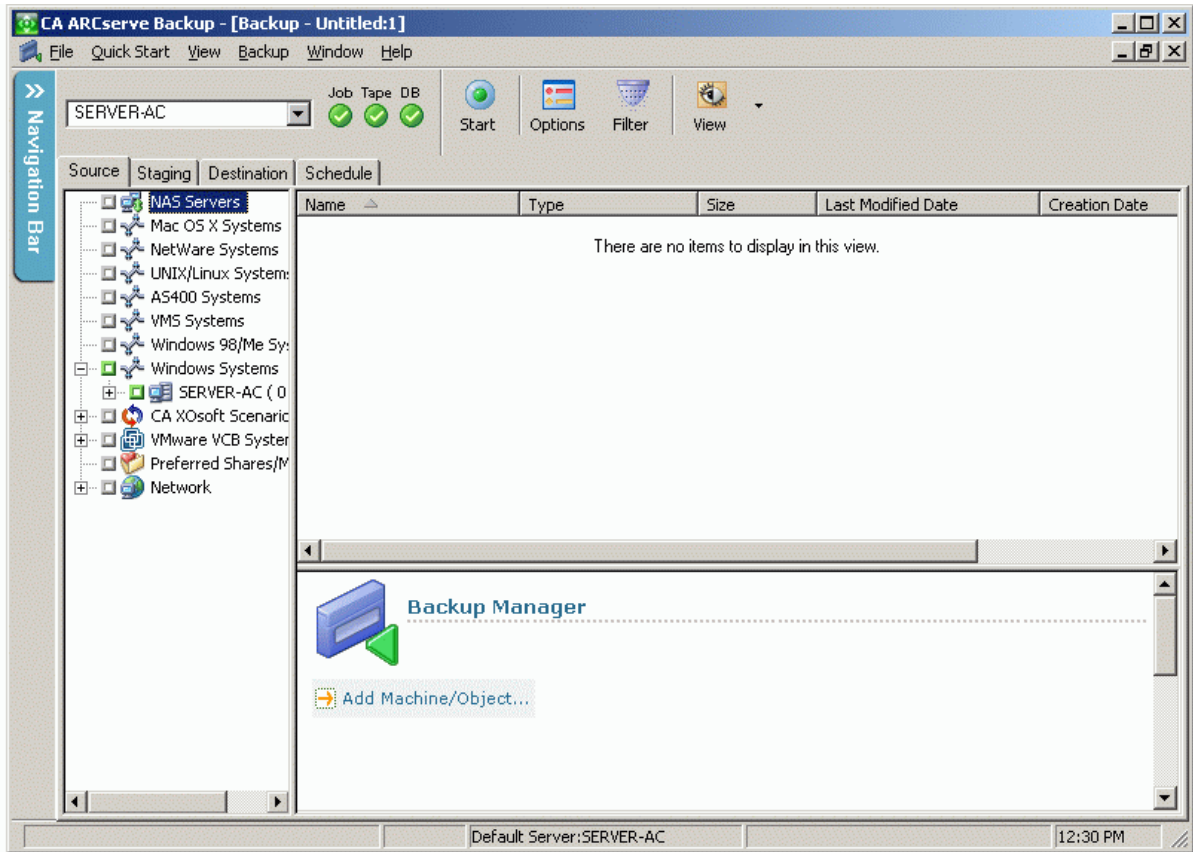 CA ARCserve Backup - [Backup - Untitled:1]
File Quick Start View Backup Window Help
Navigation Bar
SERVER-AC
Job Tape DB
Start Options Filter View
Source Staging Destination Schedule
NAS Servers
Mac OS X Systems
NetWare Systems
UNIX/Linux Systems
AS400 Systems
VMS Systems
Windows 98/Me Sy
Windows Systems
SERVER-AC ( 0
CA XOsoft Scenaric
VMware VCB Syster
Preferred Shares/M
Network
Name Type Size Last Modified Date Creation Date
There are no items to display in this view.
Backup Manager
Add Machine/Object...
Default Server:SERVER-AC
12:30 PM